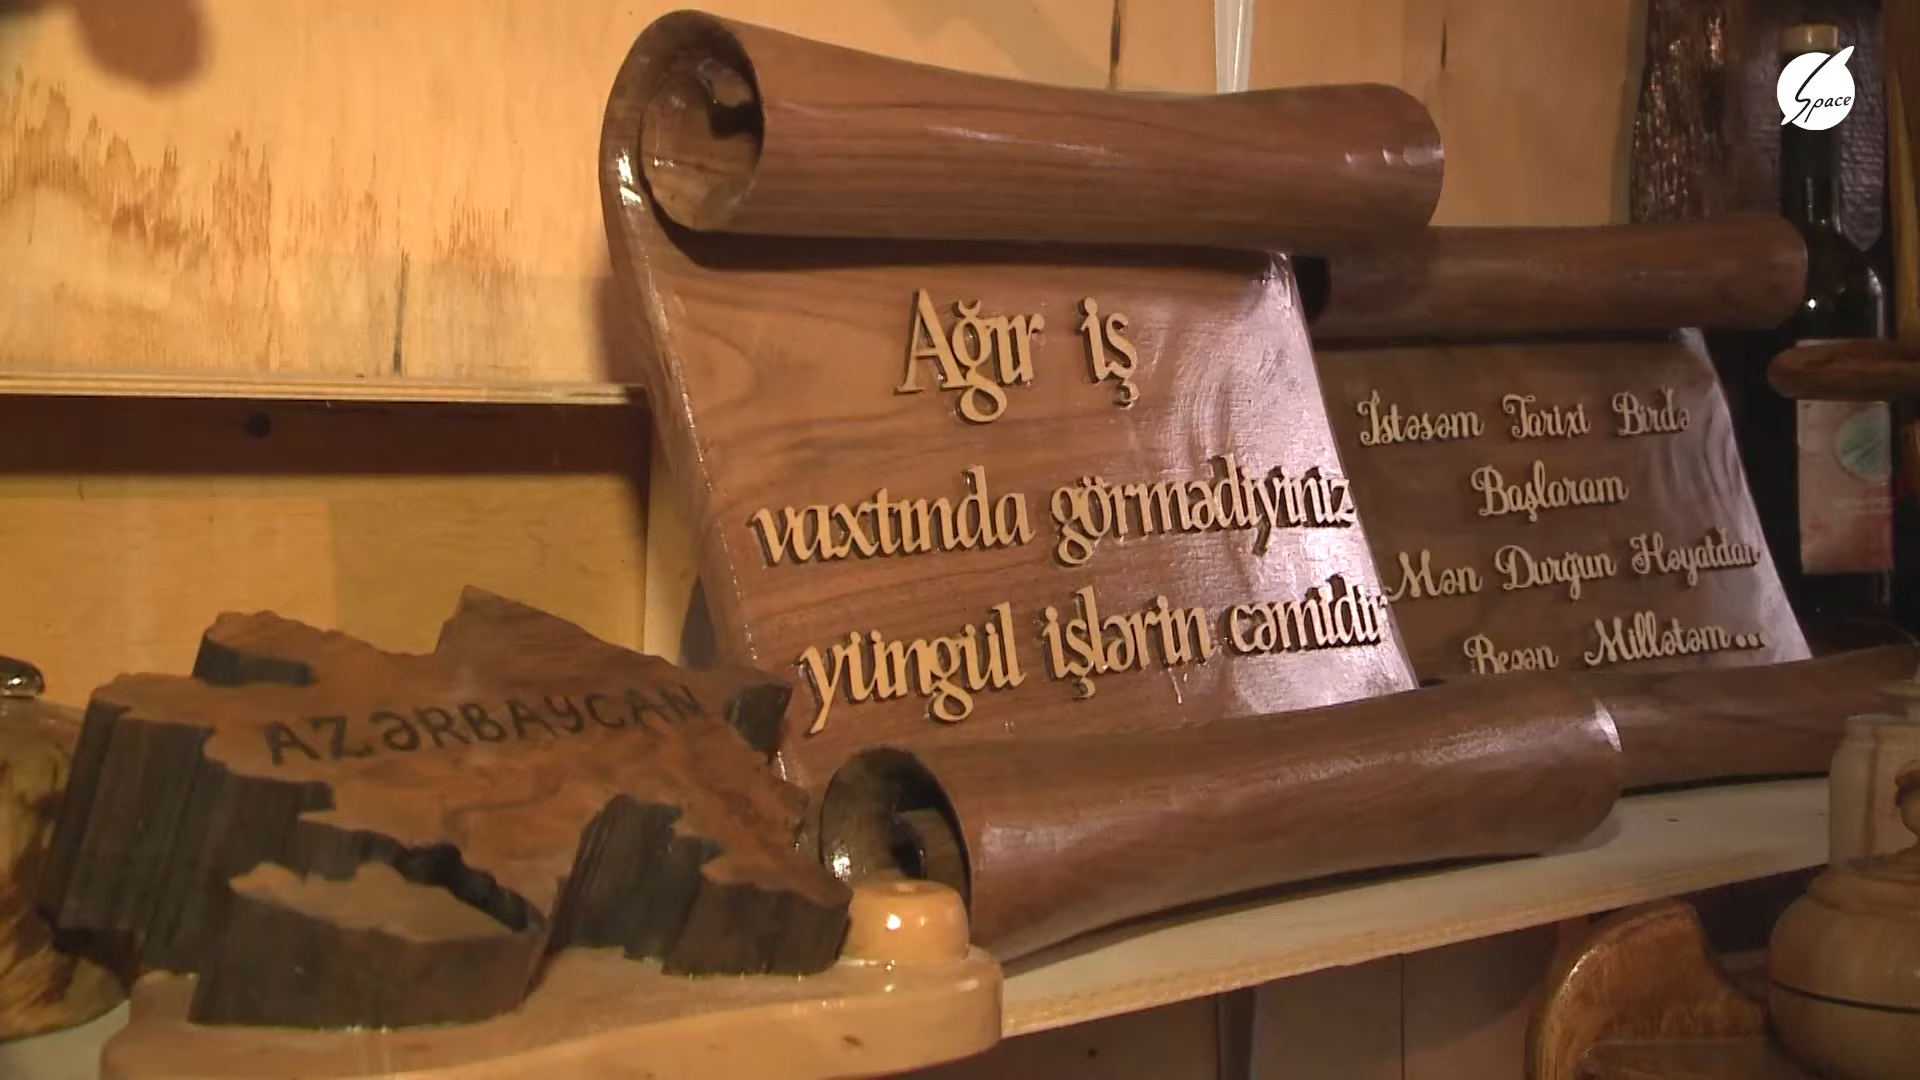 Space
Ağır iş
vaxtında görmədiyiniz
yüngül işlərin cəmidir
İstəsəm Tarixi Birdə
Başlaram
Mən Durğun Həyatdan
Bezən Millətəm...
AZƏRBAYCAN